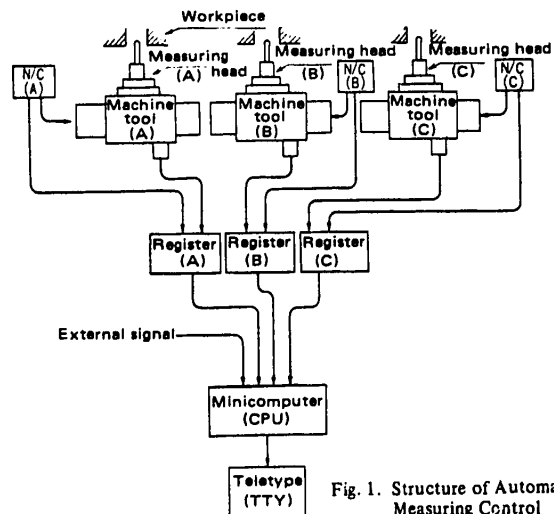 Workpiece
Measuring head
(A)
Measuring head
(B)
Measuring head
(C)
N/C
(A)
N/C
(B)
N/C
(C)
Machine
tool
(A)
Machine
tool
(B)
Machine
tool
(C)
Register
(A)
Register
(B)
Register
(C)
External signal
Minicomputer
(CPU)
Teletype
(TTY)
Fig. 1. Structure of Automa
Measuring Control